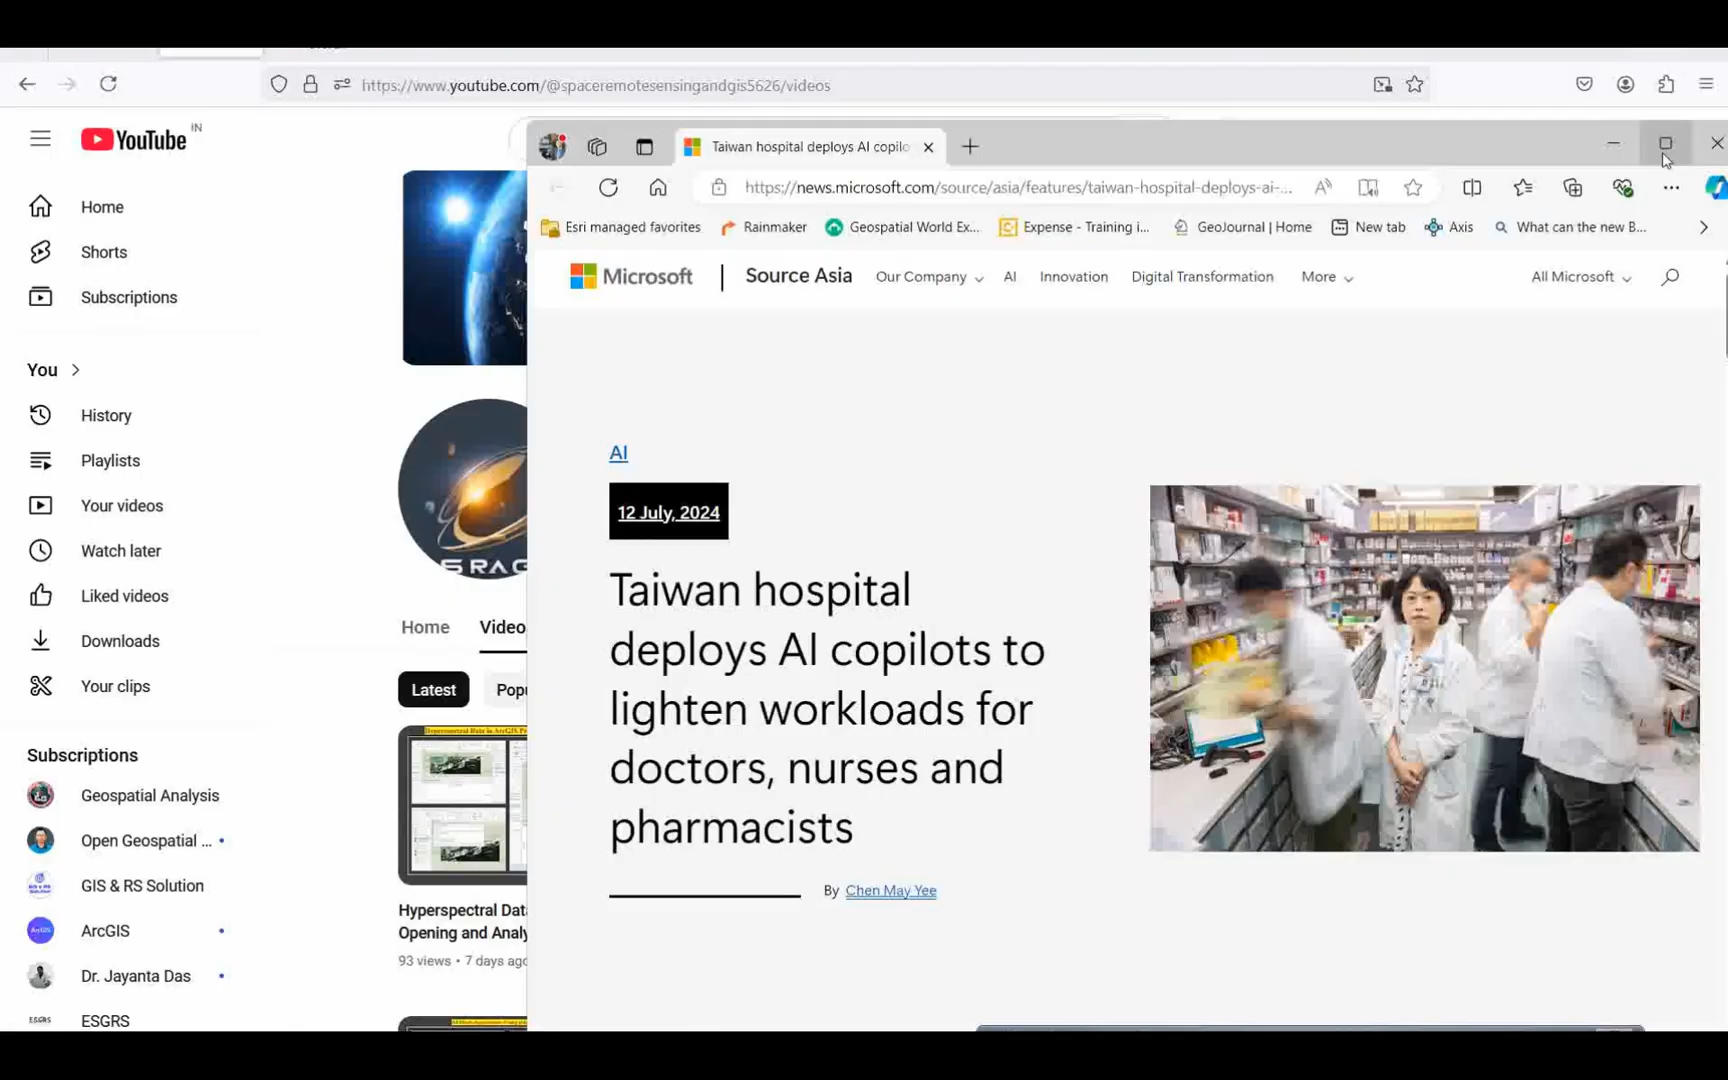 https://www.youtube.com/@spaceremotesensingandgis5626/videos
YouTube IN
Home
Shorts
Subscriptions
You
History
Playlists
Your videos
Watch later
Liked videos
Downloads
Your clips
Subscriptions
Geospatial Analysis
Open Geospatial ...
GIS & RS Solution
ArcGIS
Dr. Jayanta Das
ESGRS
SRAG
Home
Video
Latest
Popu
Hyperspectral Dat
Opening and Analy
93 views • 7 days ago
Taiwan hospital deploys AI copilo
https://news.microsoft.com/source/asia/features/taiwan-hospital-deploys-ai-...
Esri managed favorites Rainmaker Geospatial World Ex... Expense - Training i... GeoJournal | Home New tab Axis What can the new B...
Microsoft | Source Asia Our Company AI Innovation Digital Transformation More All Microsoft
AI
12 July, 2024
Taiwan hospital
deploys AI copilots to
lighten workloads for
doctors, nurses and
pharmacists
By Chen May Yee